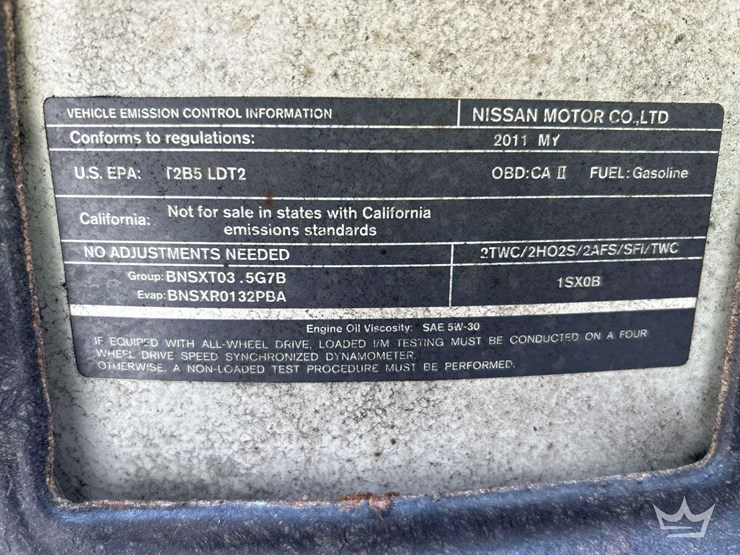 VEHICLE EMISSION CONTROL INFORMATION NISSAN MOTOR CO.,LTD
Conforms to regulations: 2011 MY
U.S. EPA: T2B5 LDT2 OBD:CA II FUEL: Gasoline
California: Not for sale in states with California
emissions standards
NO ADJUSTMENTS NEEDED 2TWC/2HO2S/2AFS/SFI/TWC
Group: BNSXT03.5G7B 1SX0B
Evap: BNSXR0132PBA
Engine Oil Viscosity: SAE 5W-30
IF EQUIPED WITH ALL-WHEEL DRIVE, LOADED I/M TESTING MUST BE CONDUCTED ON A FOUR
WHEEL DRIVE SPEED SYNCHRONIZED DYNAMOMETER.
OTHERWISE, A NON-LOADED TEST PROCEDURE MUST BE PERFORMED.